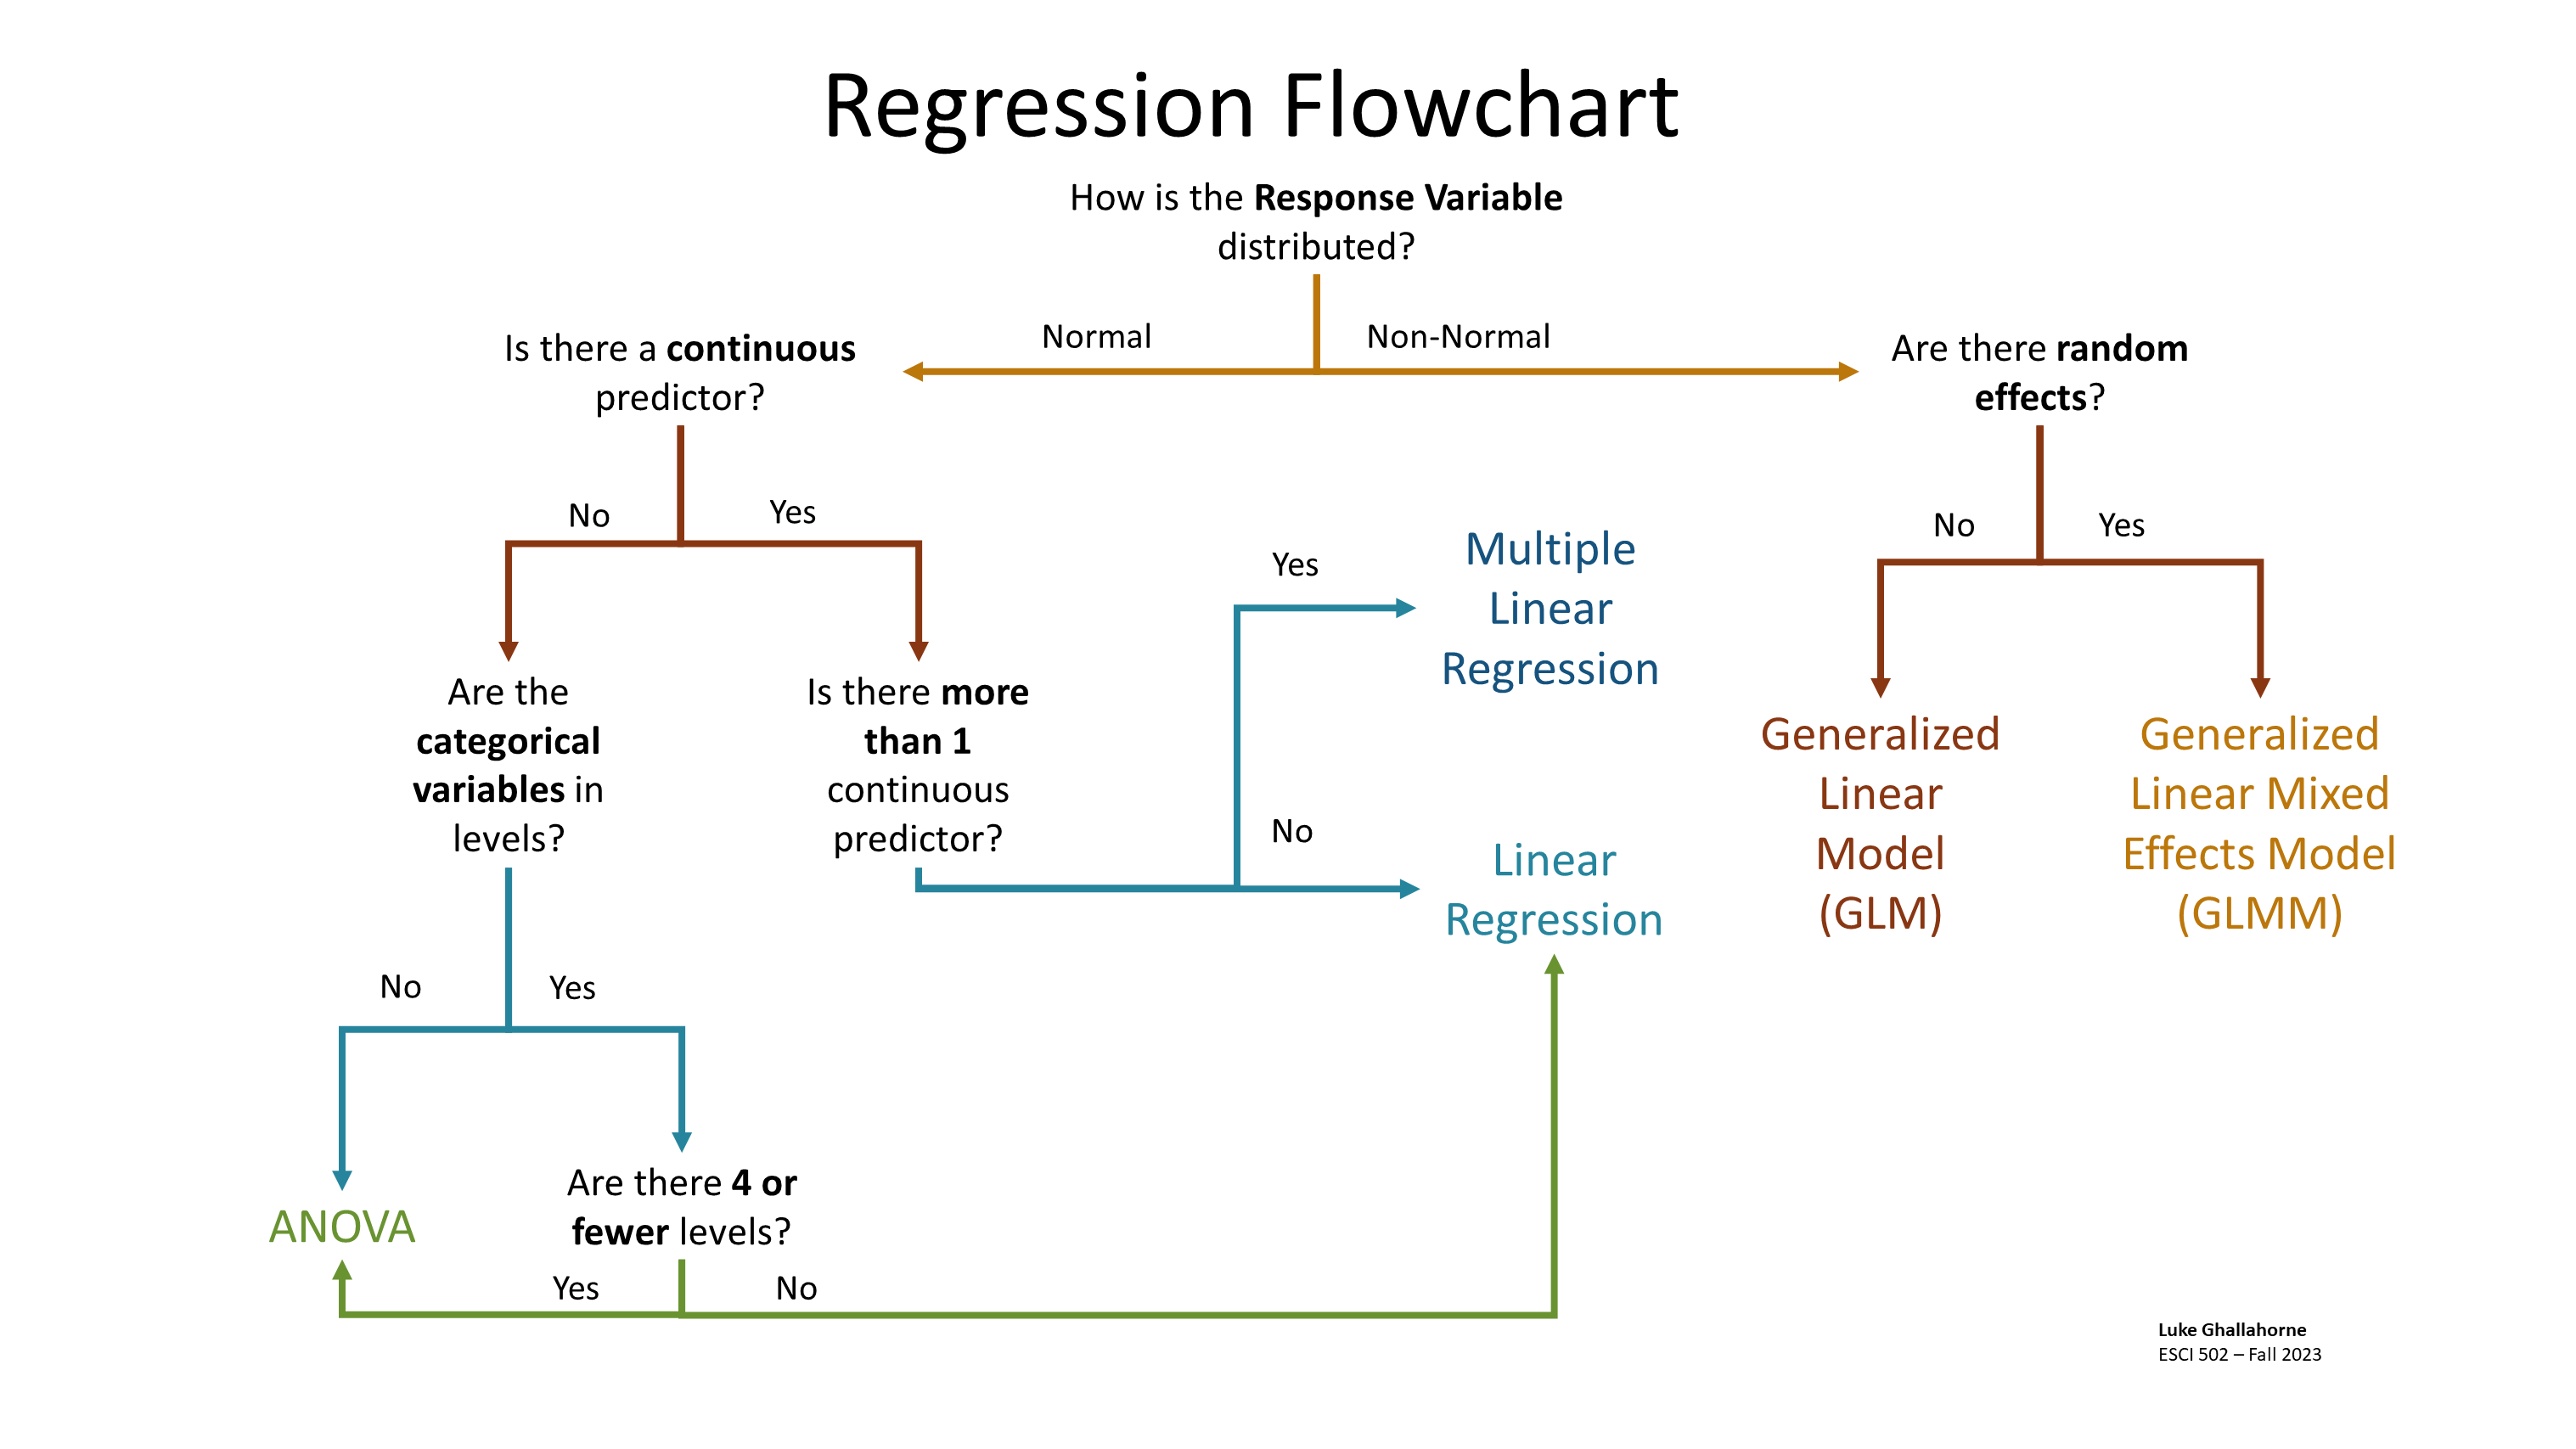 Regression Flowchart
How is the Response Variable
distributed?
Normal
Non-Normal
Is there a continuous
predictor?
Are there random
effects?
No
Yes
No
Yes
Yes
Multiple
Linear
Regression
Are the
categorical
variables in
levels?
Is there more
than 1
continuous
predictor?
No
Linear
Regression
Generalized
Linear
Model
(GLM)
Generalized
Linear Mixed
Effects Model
(GLMM)
No
Yes
ANOVA
Are there 4 or
fewer levels?
Yes
No
Luke Ghallahorne
ESCI 502 – Fall 2023